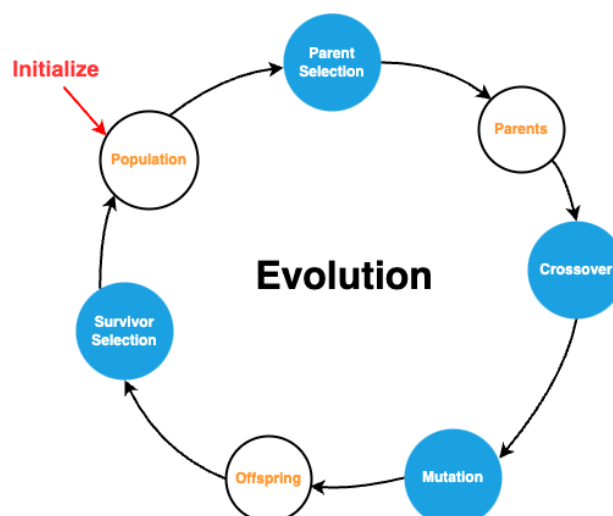 Initialize
Parent
Selection
Parents
Population
Crossover
Evolution
Survivor
Selection
Mutation
Offspring